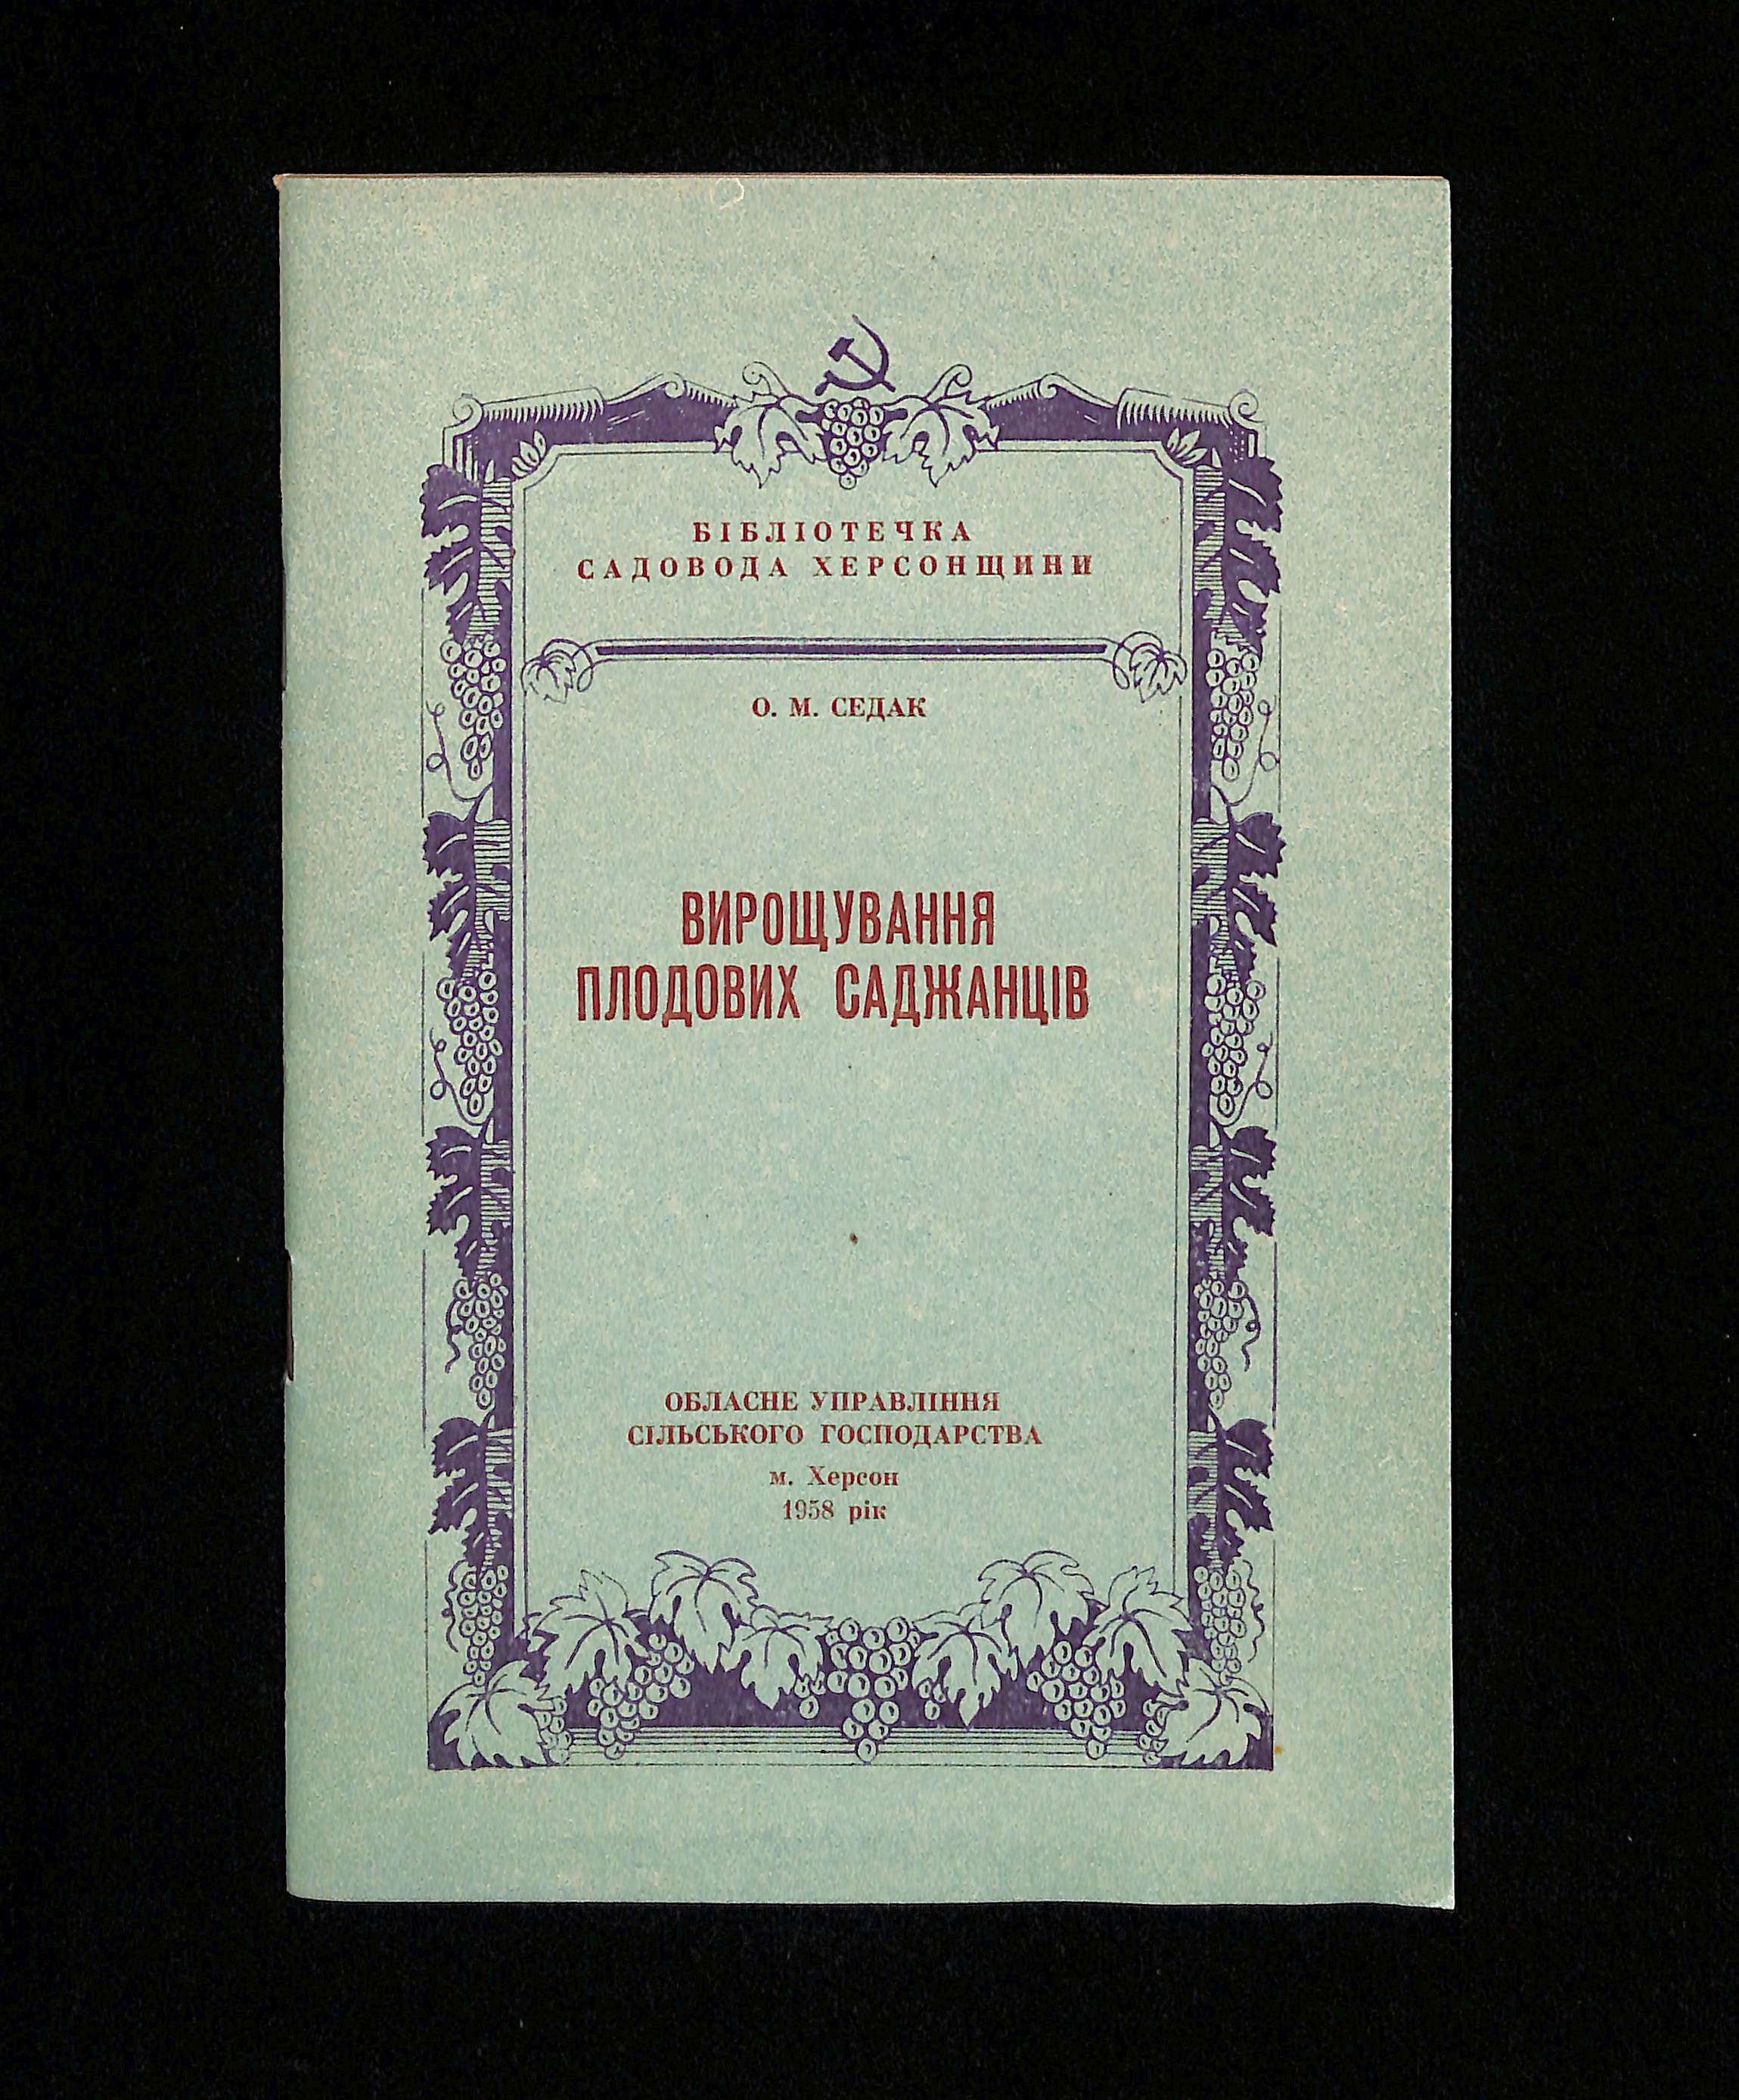 БІБЛІОТЕЧКА
САДОВОДА ХЕРСОНЩИНИ
О. М. СЕДАК
ВИРОЩУВАННЯ
ПЛОДОВИХ САДЖАНЦІВ
ОБЛАСНЕ УПРАВЛІННЯ
СІЛЬСЬКОГО ГОСПОДАРСТВА
м. Херсон
1958 рік